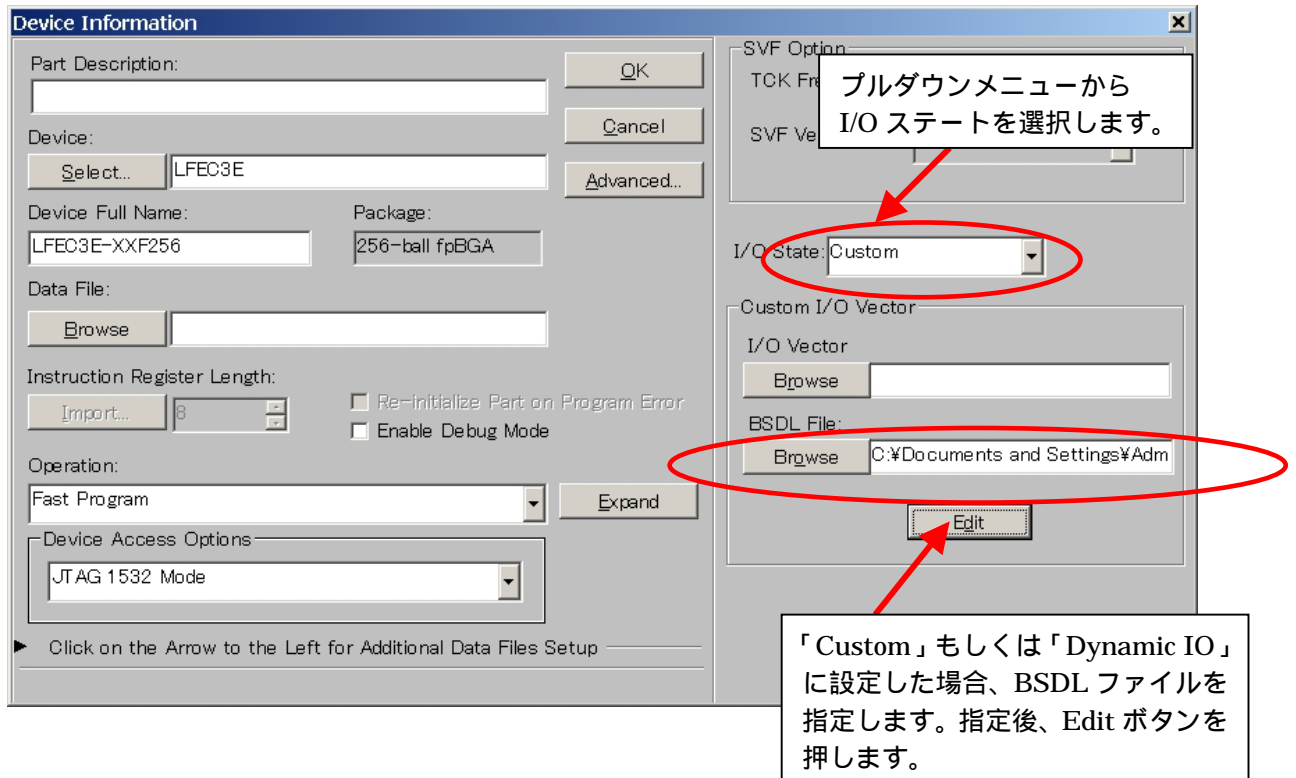 Device Information
Part Description:
OK
Cancel
Device:
Select...
LFEC3E
Advanced...
Device Full Name:
Package:
LFEC3E-XXF256
256-ball fpBGA
Data File:
Browse
Instruction Register Length:
Import...
8
Re-initialize Part on Program Error
Enable Debug Mode
Operation:
Fast Program
Expand
Device Access Options
JTAG 1532 Mode
Click on the Arrow to the Left for Additional Data Files Setup
SVF Option
TCK
SVF
プルダウンメニューから
I/O ステートを選択します。
I/O State:
Custom
Custom I/O Vector
I/O Vector
Browse
BSDL File:
Browse
C:¥Documents and Settings¥Adm
Edit
「Custom」もしくは「Dynamic IO」
に設定した場合、BSDL ファイルを
指定します。指定後、Edit ボタンを
押します。